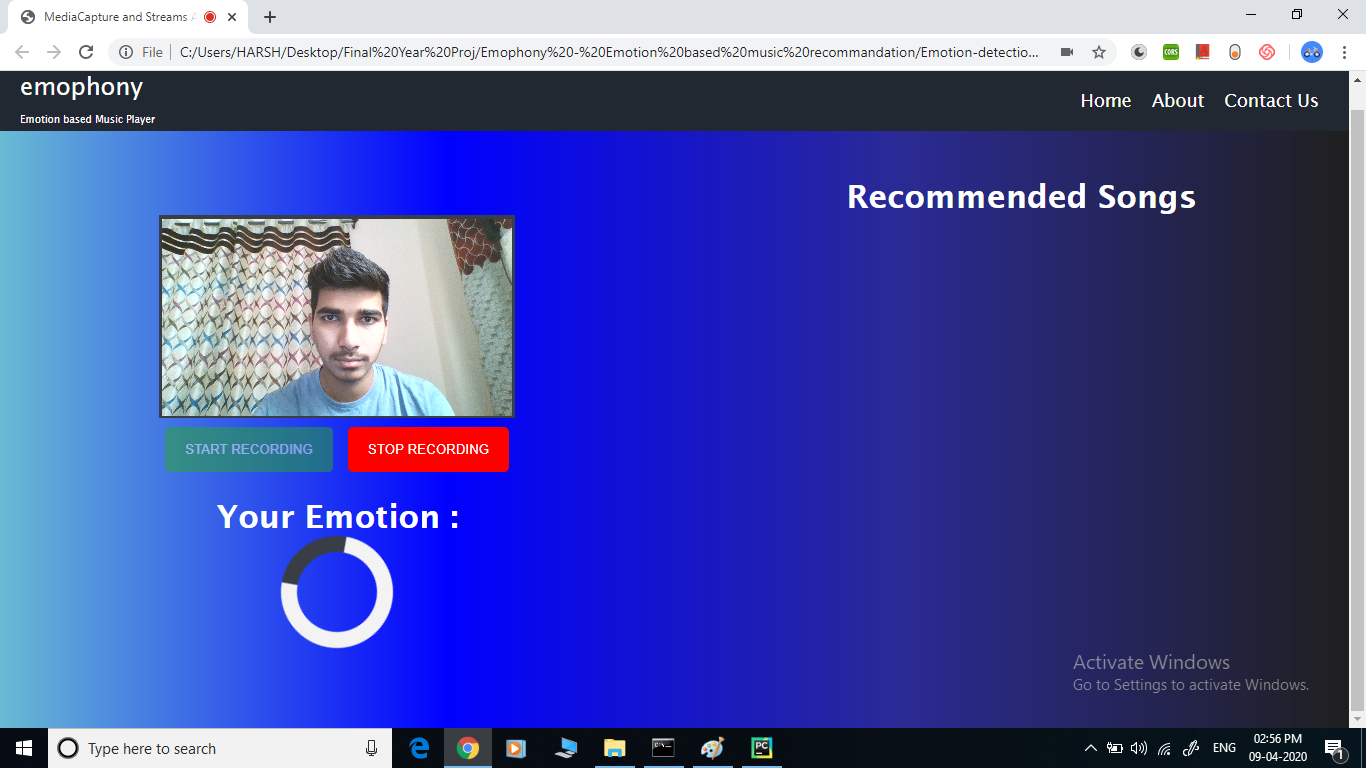 MediaCapture and Streams A
File
C:/Users/HARSH/Desktop/Final%20Year%20Proj/Emophony%20-%20Emotion%20based%20music%20recommandation/Emotion-detectio...
CORS
emophony
Emotion based Music Player
Home About Contact Us
Recommended Songs
START RECORDING STOP RECORDING
Your Emotion :
Activate Windows
Go to Settings to activate Windows.
Type here to search
PC
ENG
02:56 PM
09-04-2020
1